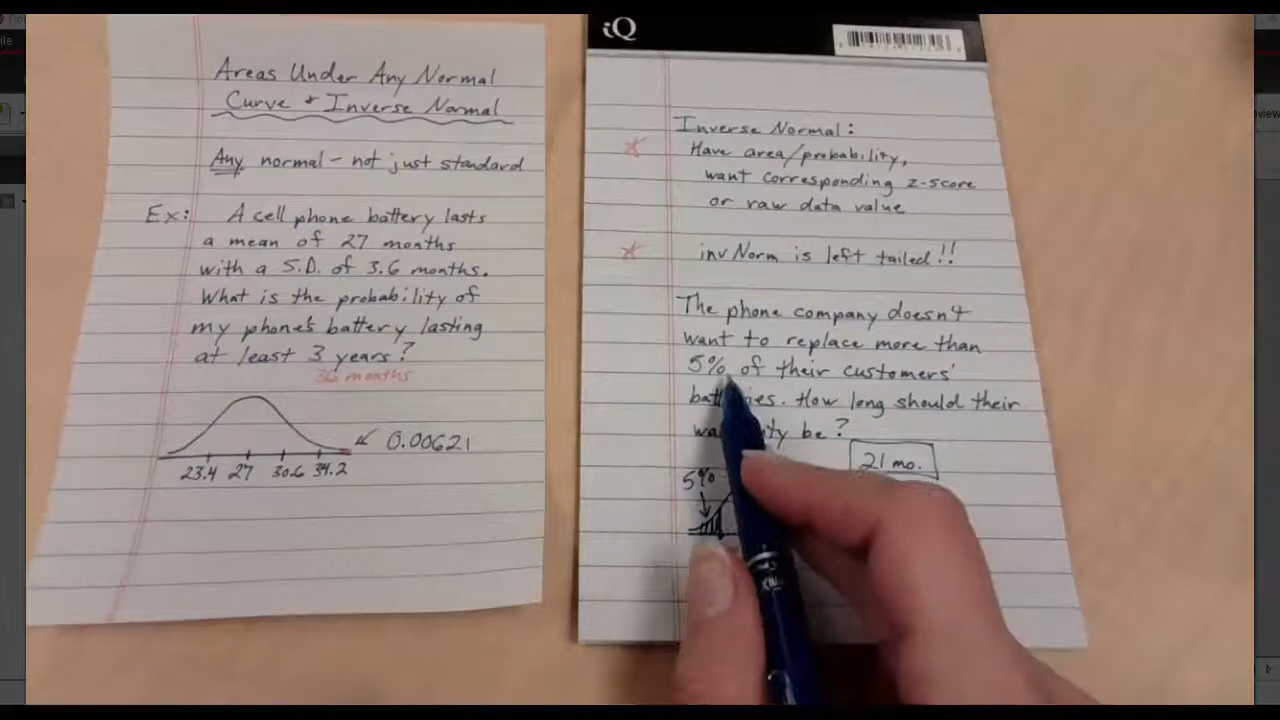 Areas Under Any Normal
Curve & Inverse Normal
Any normal - not just standard
Ex: A cell phone battery lasts
a mean of 27 months
with a S.D. of 3.6 months.
What is the probability of
my phone's battery lasting
at least 3 years?
36 months
0.00621
23.4 27 30.6 34.2
iQ
Inverse Normal:
Have area/probability,
want corresponding z-score
or raw data value
invNorm is left tailed!!
The phone company doesn't
want to replace more than
5% of their customers'
How long should their
be?
21 mo.
5%